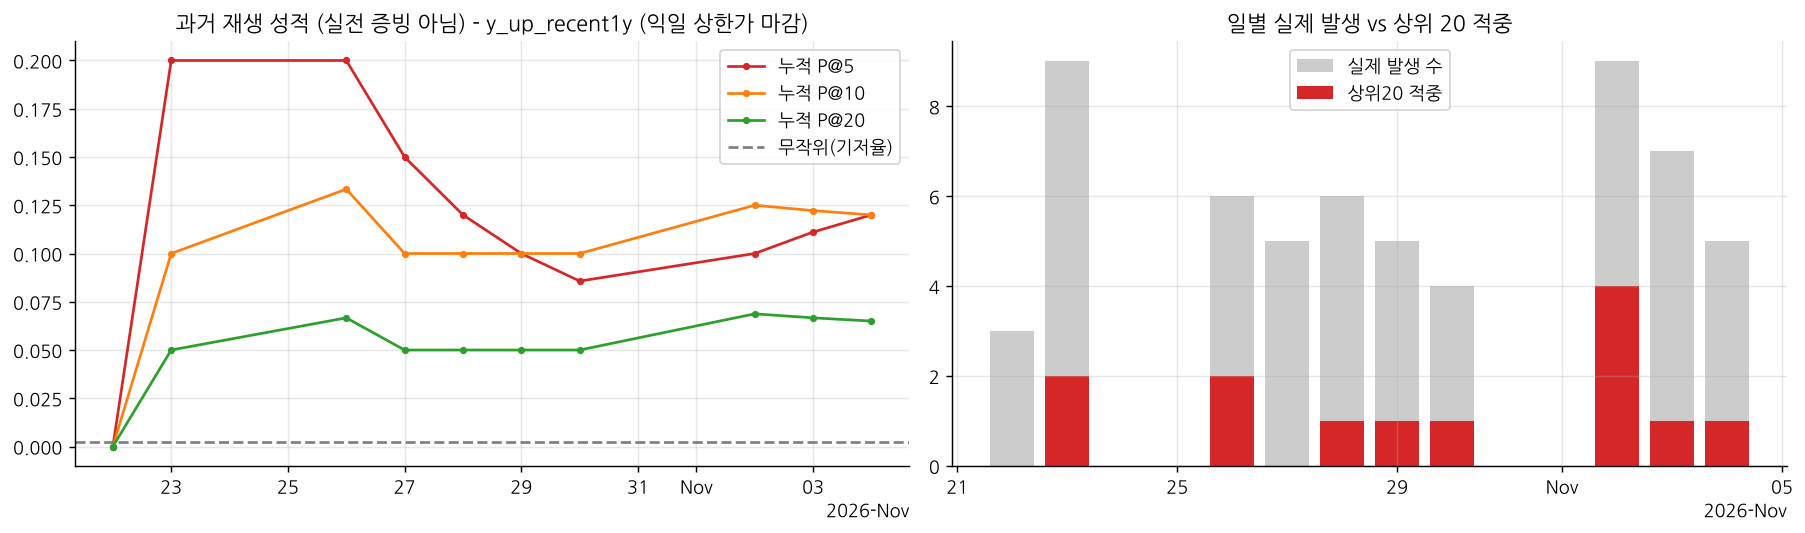 과거 재생 성적 (실전 증빙 아님) - y_up_recent1y (익일 상한가 마감)
누적 P@5
누적 P@10
누적 P@20
무작위(기저율)
0.200
0.175
0.150
0.125
0.100
0.075
0.050
0.025
0.000
23 25 27 29 31 Nov 03
2026-Nov
일별 실제 발생 vs 상위 20 적중
실제 발생 수
상위20 적중
8
6
4
2
0
21 25 29 Nov 05
2026-Nov